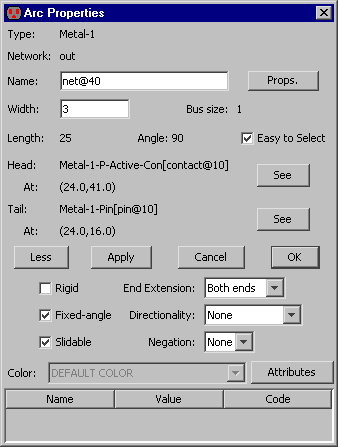 Arc Properties
Type: Metal-1
Network: out
Name: net@40 Props.
Width: 3 Bus size: 1
Length: 25 Angle: 90 Easy to Select
Head: Metal-1-P-Active-Con[contact@10] See
At: (24.0,41.0)
Tail: Metal-1-Pin[pin@10] See
At: (24.0,16.0)
Less Apply Cancel OK
Rigid End Extension: Both ends
Fixed-angle Directionality: None
Slidable Negation: None
Color: DEFAULT COLOR Attributes
Name Value Code